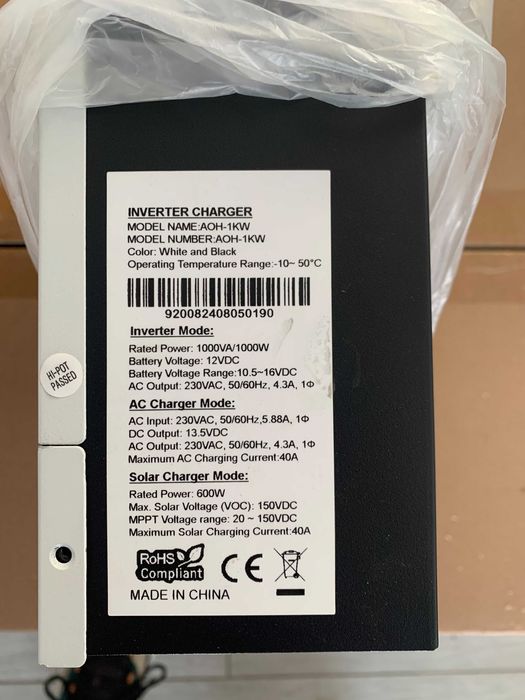 INVERTER CHARGER
MODEL NAME:AOH-1KW
MODEL NUMBER:AOH-1KW
Color: White and Black
Operating Temperature Range:-10~ 50°C
920082408050190
Inverter Mode:
Rated Power: 1000VA/1000W
Battery Voltage: 12VDC
Battery Voltage Range:10.5~16VDC
AC Output: 230VAC, 50/60Hz, 4.3A, 1Φ
HI-POT
PASSED
AC Charger Mode:
AC Input: 230VAC, 50/60Hz,5.88A, 1Φ
DC Output: 13.5VDC
AC Output: 230VAC, 50/60Hz, 4.3A, 1Φ
Maximum AC Charging Current:40A
Solar Charger Mode:
Rated Power: 600W
Max. Solar Voltage (VOC): 150VDC
MPPT Voltage range: 20 ~ 150VDC
Maximum Solar Charging Current:40A
RoHS
Compliant
CE
MADE IN CHINA